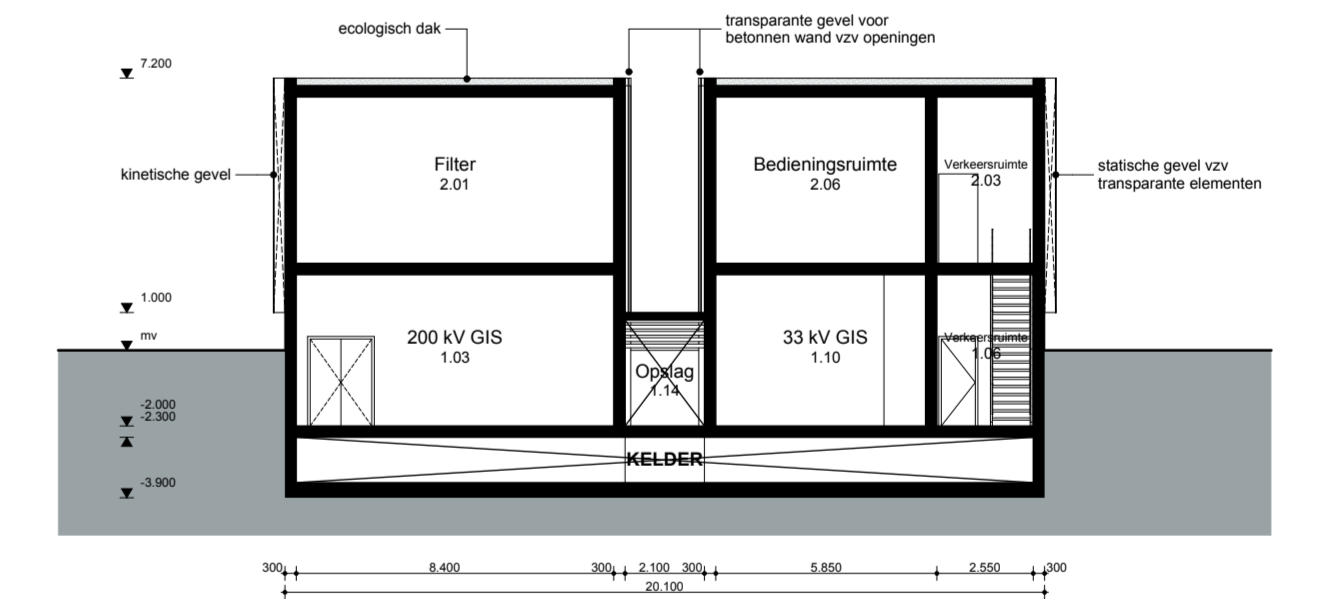 ecologisch dak
transparante gevel voor
betonnen wand vzv openingen
7.200
kinetische gevel
Filter
2.01
Bedieningsruimte
2.06
Verkeersruimte
2.03
statische gevel vzv
transparante elementen
1.000
mv
200 kV GIS
1.03
Opslag
1.14
33 kV GIS
1.10
Verkeersruimte
1.06
-2.000
-2.300
KELDER
-3.900
300 8.400 300 2.100 300 5.850 2.550 300
20.100